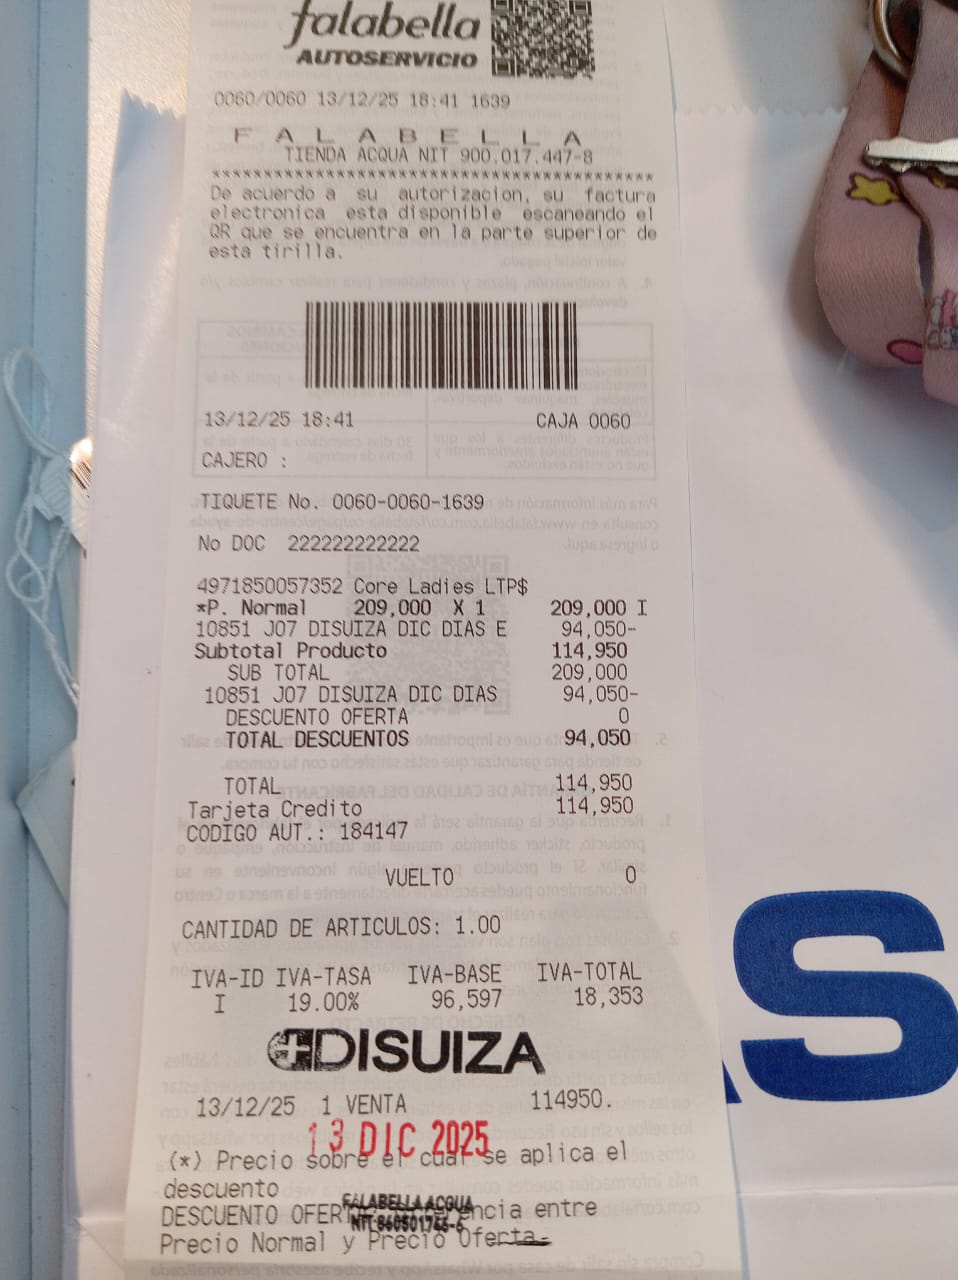 falabella
AUTOSERVICIO
0060/0060 13/12/25 18:41 1639
F A L A B E L L A
TIENDA ACQUA NIT 900.017.447-8
******************************************
De acuerdo a su autorizacion, su factura
electronica esta disponible escaneando el
QR que se encuentra en la parte superior de
esta tirilla.
13/12/25 18:41 CAJA 0060
CAJERO :
TIQUETE No. 0060-0060-1639
No DOC 222222222222
4971850057352 Core Ladies LTP$
*P. Normal 209,000 X 1 209,000 I
10851 J07 DISUIZA DIC DIAS E 94,050-
Subtotal Producto 114,950
SUB TOTAL 209,000
10851 J07 DISUIZA DIC DIAS 94,050-
DESCUENTO OFERTA 0
TOTAL DESCUENTOS 94,050
TOTAL 114,950
Tarjeta Credito 114,950
CODIGO AUT.: 184147
VUELTO 0
CANTIDAD DE ARTICULOS: 1.00
IVA-ID IVA-TASA IVA-BASE IVA-TOTAL
I 19.00% 96,597 18,353
DISUIZA
13/12/25 1 VENTA 114950.
13 DIC 2025
(*) Precio sobre el cual se aplica el
descuento
FALABELLA ACQUA
DESCUENTO OFERT entre
Precio Normal y Precio Oferta.
AS